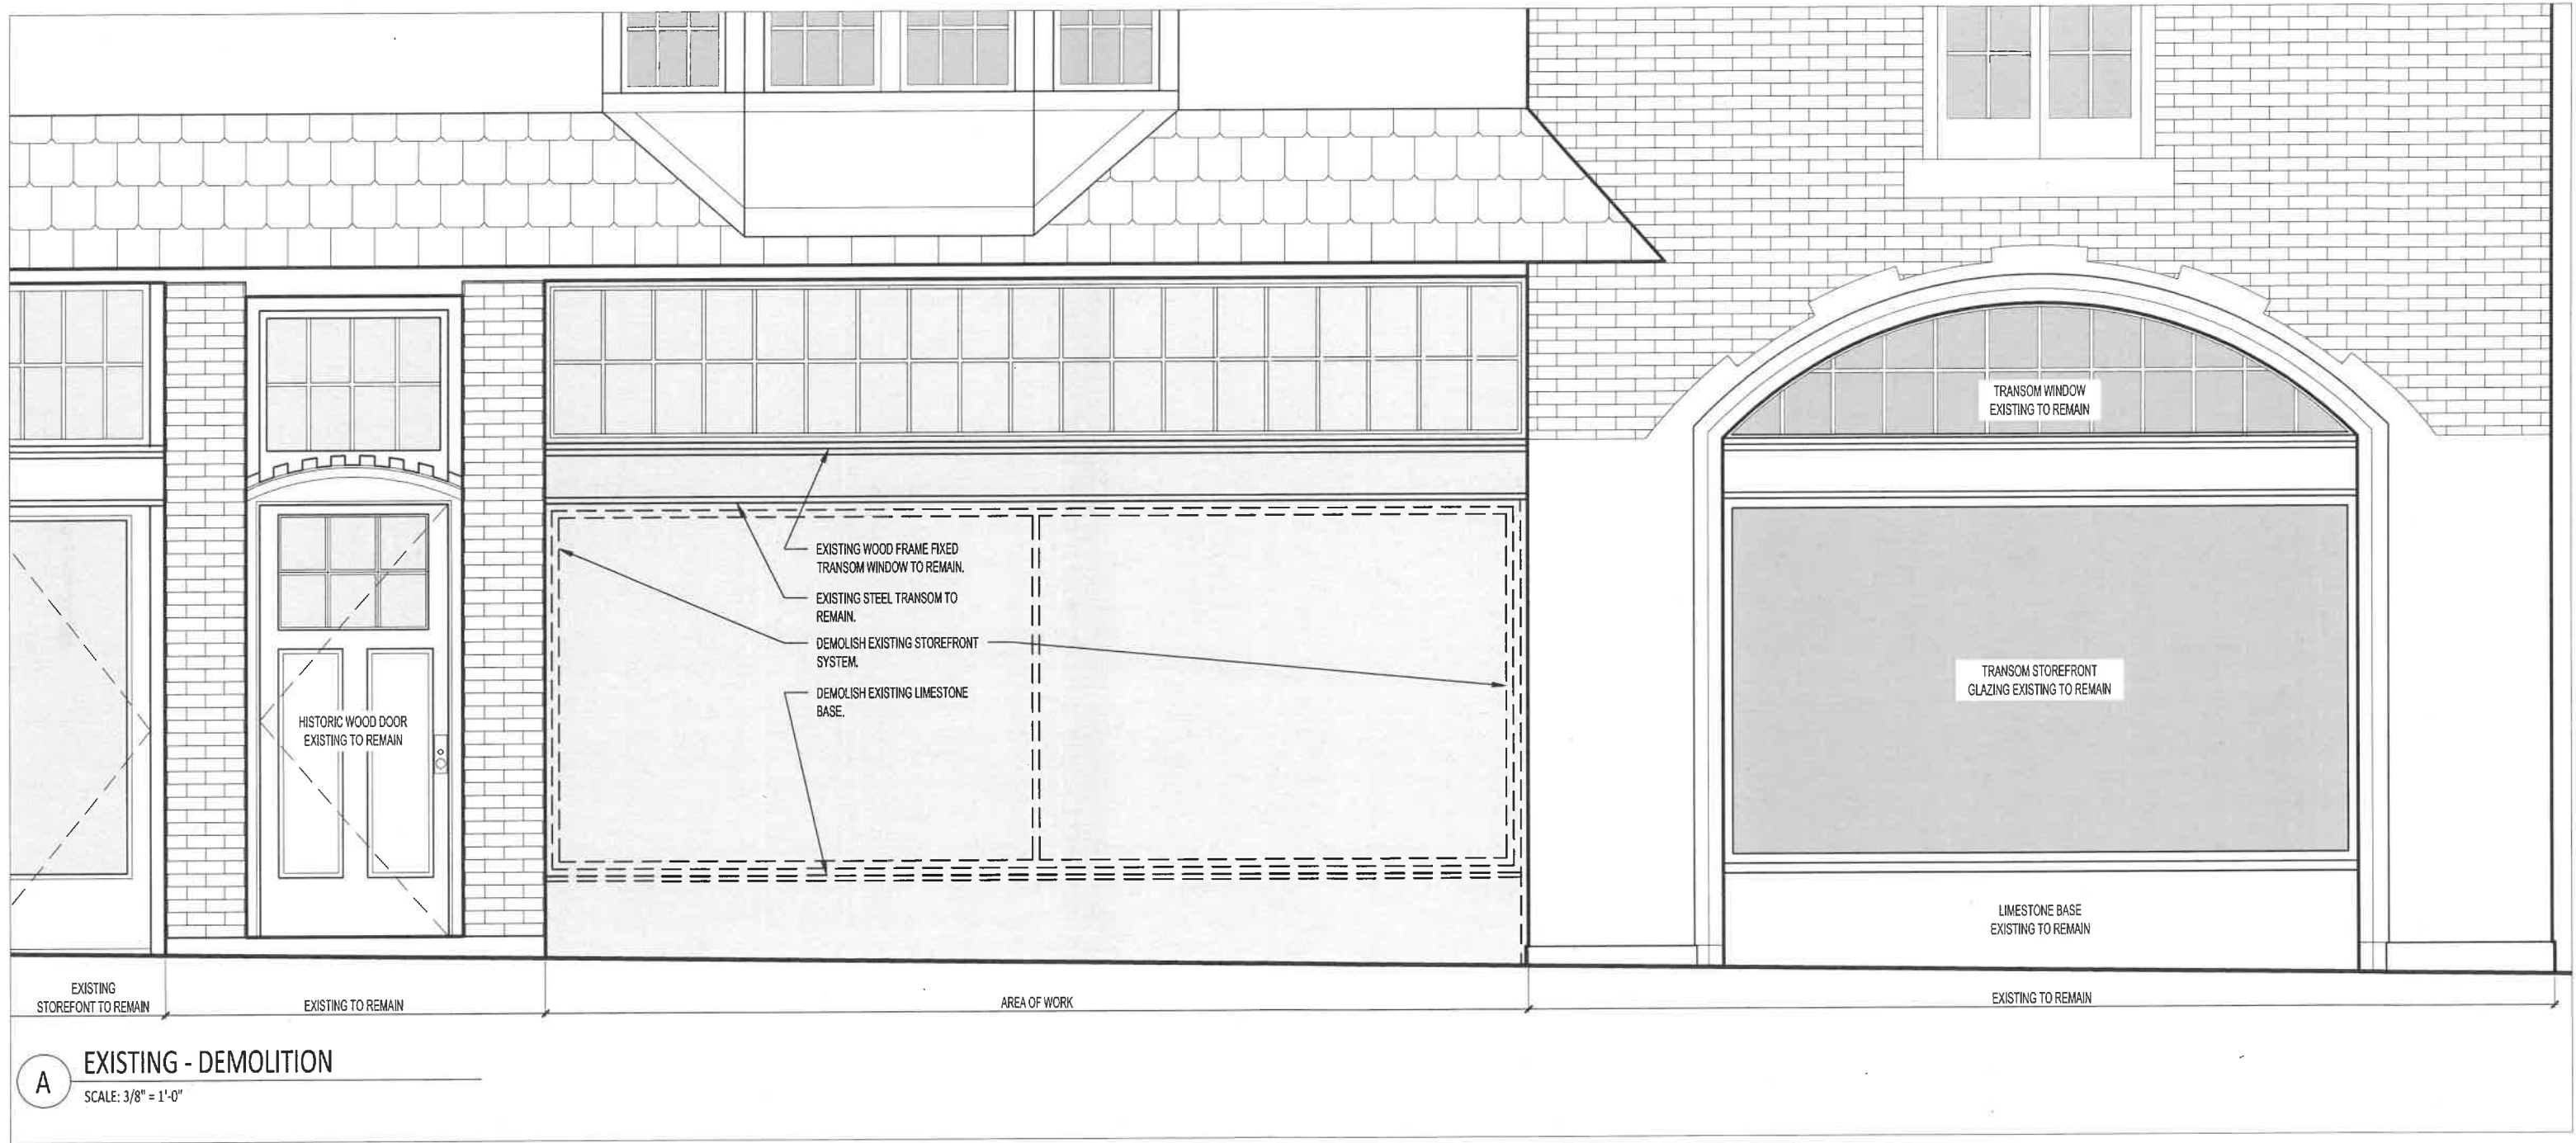 TRANSOM WINDOW
EXISTING TO REMAIN
EXISTING WOOD FRAME FIXED
TRANSOM WINDOW TO REMAIN.
EXISTING STEEL TRANSOM TO
REMAIN.
DEMOLISH EXISTING STOREFRONT
SYSTEM.
DEMOLISH EXISTING LIMESTONE
BASE.
HISTORIC WOOD DOOR
EXISTING TO REMAIN
TRANSOM STOREFRONT
GLAZING EXISTING TO REMAIN
LIMESTONE BASE
EXISTING TO REMAIN
EXISTING
STOREFONT TO REMAIN
EXISTING TO REMAIN
AREA OF WORK
EXISTING TO REMAIN
A
EXISTING - DEMOLITION
SCALE: 3/8" = 1'-0"